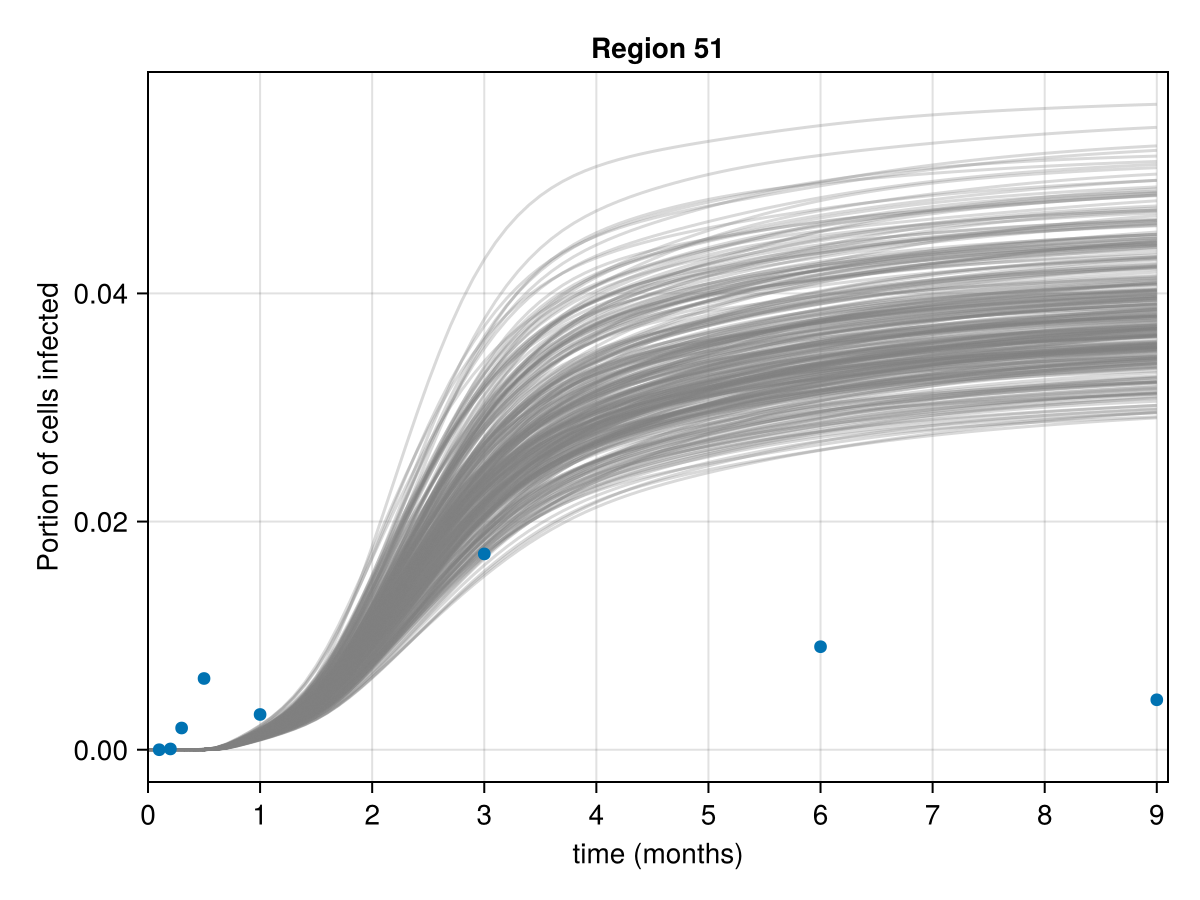 Region 51
Portion of cells infected
0.04
0.02
0.00
0 1 2 3 4 5 6 7 8 9
time (months)